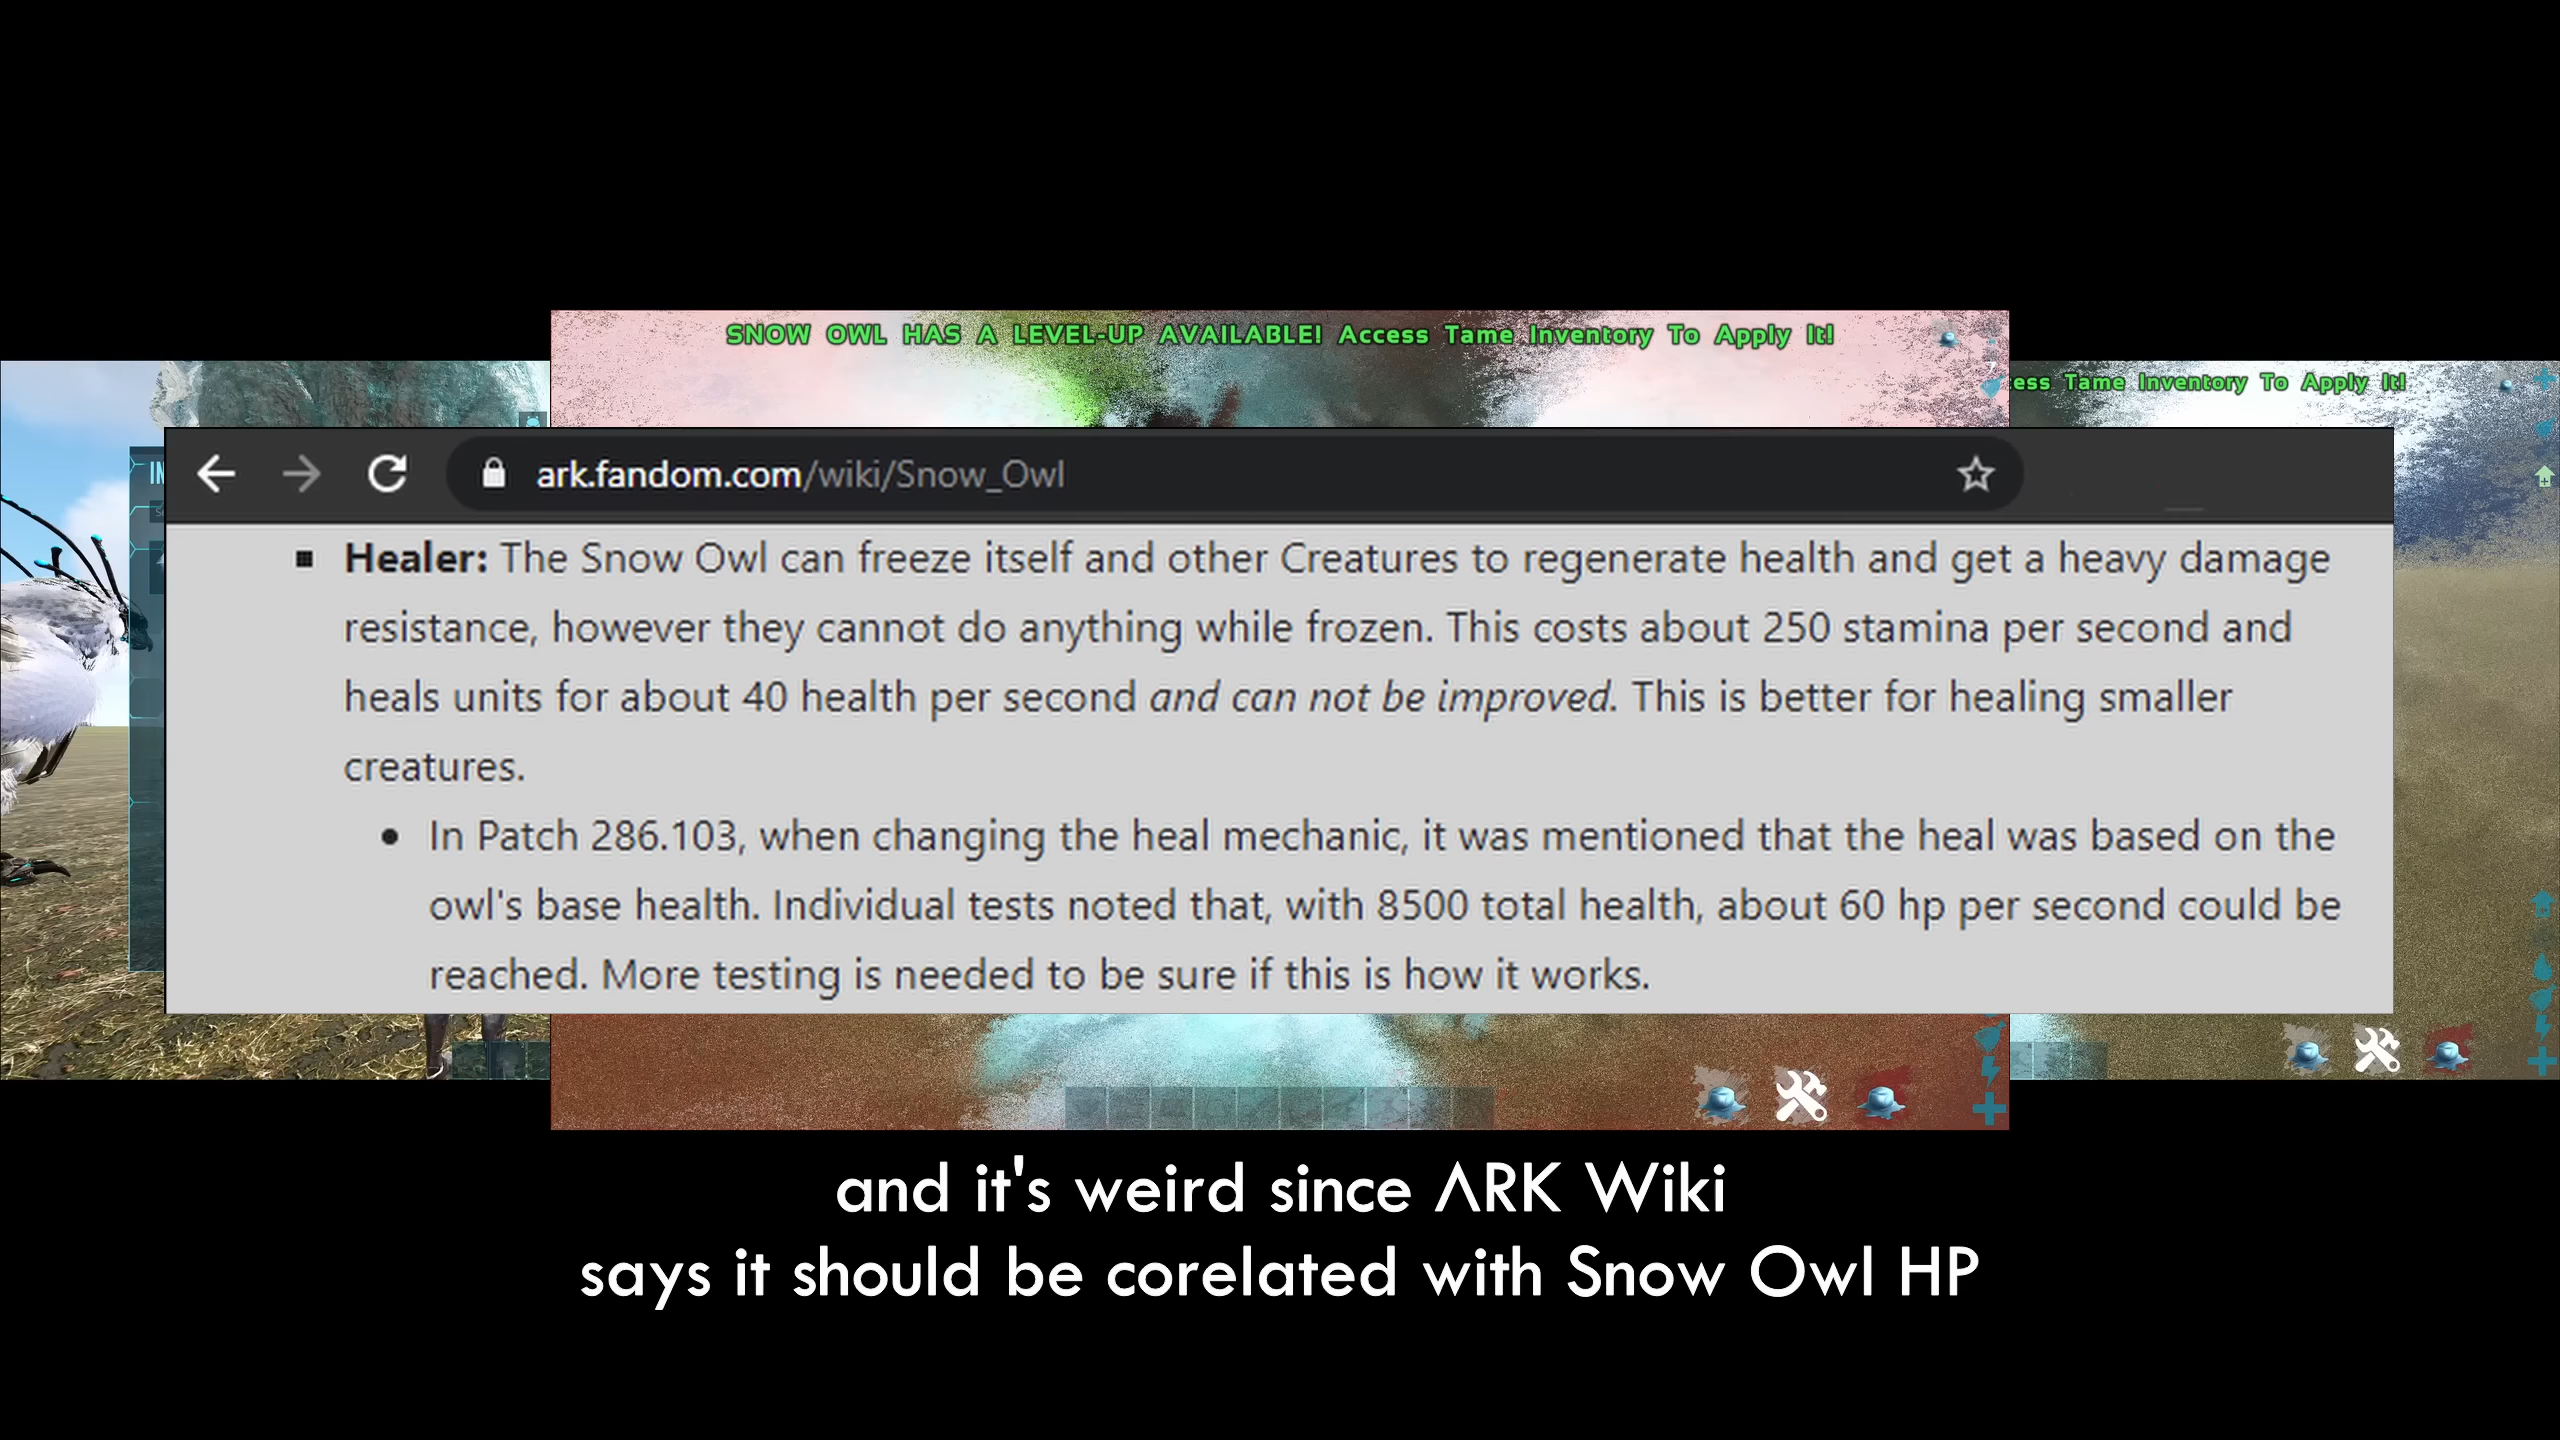 SNOW OWL HAS A LEVEL-UP AVAILABLE! Access Tame Inventory To Apply It!
Tame Inventory To Apply It!
ark.fandom.com/wiki/Snow_Owl
Healer: The Snow Owl can freeze itself and other Creatures to regenerate health and get a heavy damage
resistance, however they cannot do anything while frozen. This costs about 250 stamina per second and
heals units for about 40 health per second and can not be improved. This is better for healing smaller
creatures.
In Patch 286.103, when changing the heal mechanic, it was mentioned that the heal was based on the
owl's base health. Individual tests noted that, with 8500 total health, about 60 hp per second could be
reached. More testing is needed to be sure if this is how it works.
and it's weird since ARK Wiki
says it should be corelated with Snow Owl HP